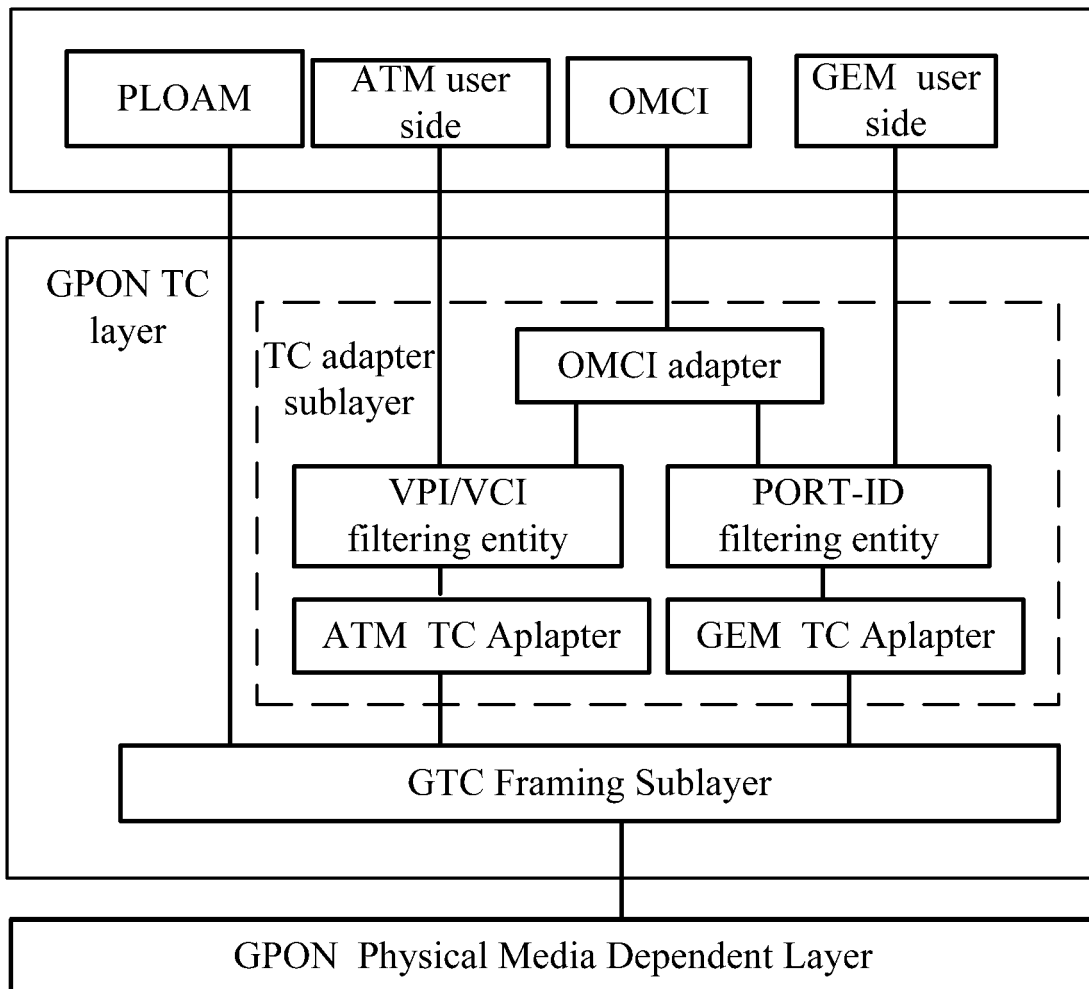 PLOAM
ATM user
side
OMCI
GEM user
side
GPON TC
layer
TC adapter
sublayer
OMCI adapter
VPI/VCI
filtering entity
PORT-ID
filtering entity
ATM TC Aplapter
GEM TC Aplapter
GTC Framing Sublayer
GPON Physical Media Dependent Layer